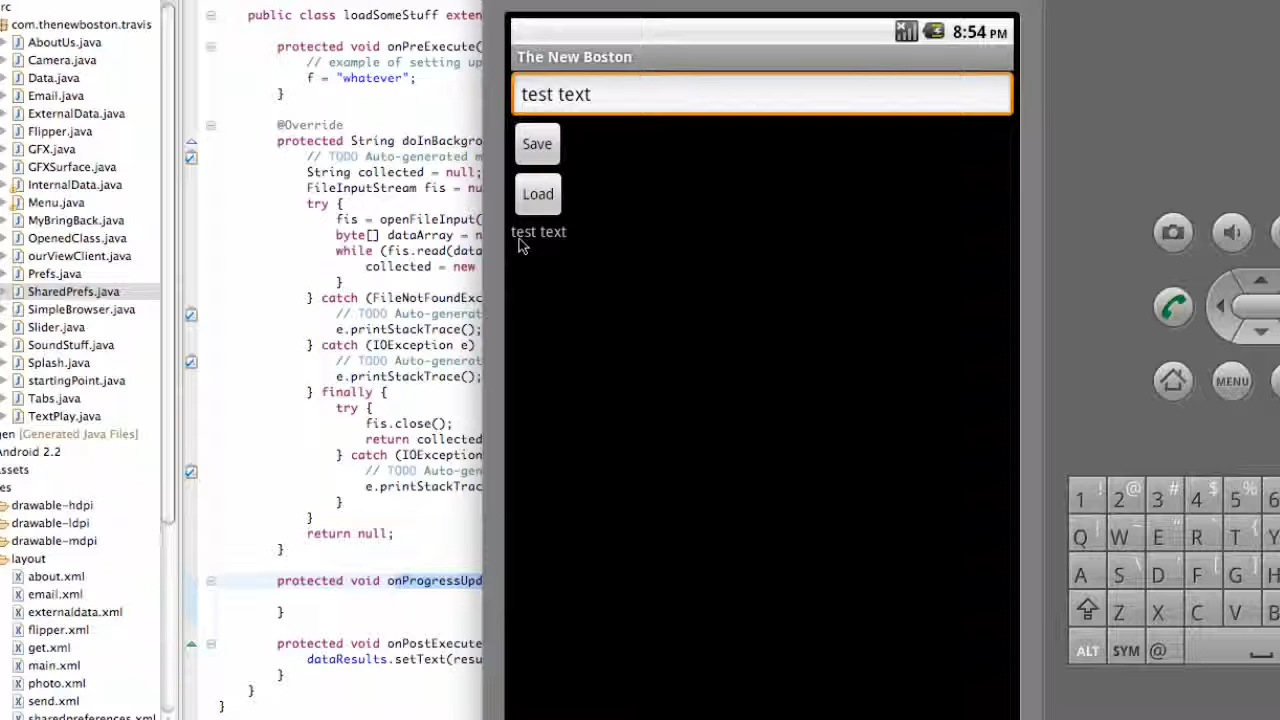 rc
com.thenewboston.travis
AboutUs.java
Camera.java
Data.java
Email.java
ExternalData.java
Flipper.java
GFX.java
GFXSurface.java
InternalData.java
Menu.java
MyBringBack.java
OpenedClass.java
ourViewClient.java
Prefs.java
SharedPrefs.java
SimpleBrowser.java
Slider.java
SoundStuff.java
Splash.java
startingPoint.java
Tabs.java
TextPlay.java
gen [Generated Java Files]
Android 2.2
ssets
es
drawable-hdpi
drawable-ldpi
drawable-mdpi
layout
about.xml
email.xml
externaldata.xml
flipper.xml
get.xml
main.xml
photo.xml
send.xml
sharedpreferences.xml
public class loadSomeStuff exten
protected void onPreExecute(
// example of setting up
f = "whatever";
}
@Override
protected String doInBackgro
// TODO Auto-generated m
String collected = null;
FileInputStream fis = nu
try {
fis = openFileInput(
byte[] dataArray = n
while (fis.read(data
collected = new
}
} catch (FileNotFoundExc
// TODO Auto-generat
e.printStackTrace();
} catch (IOException e)
// TODO Auto-generat
e.printStackTrace();
} finally {
try {
fis.close();
return collected
} catch (IOException
// TODO Auto-gen
e.printStackTrac
}
}
return null;
}
protected void onProgressUpd
}
protected void onPostExecute
dataResults.setText(resu
}
}
}
8:54 PM
The New Boston
test text
Save
Load
test text
MENU
1 ! 2 @ 3 # 4 $ 5 % 6
Q W E R T Y
A S D F [ G ] H
Z X C V B
ALT SYM @